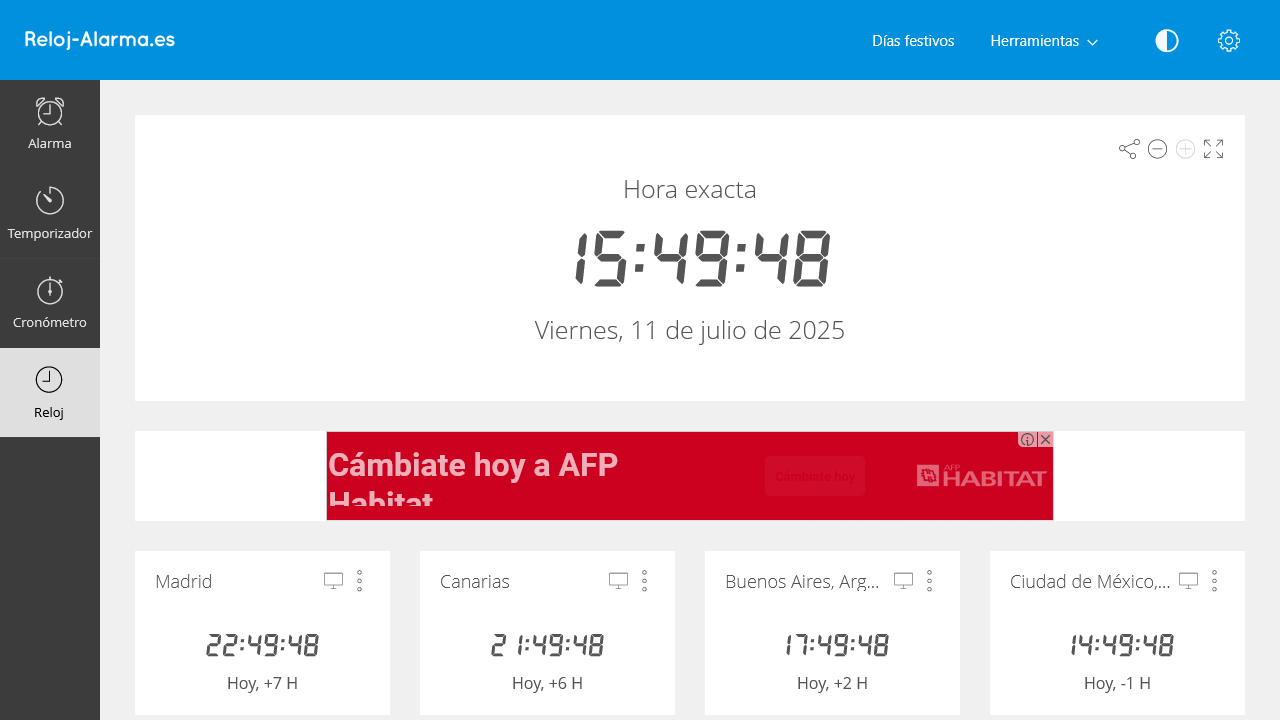 Reloj-Alarma.es
Días festivos
Herramientas
Alarma
Temporizador
Cronómetro
Reloj
Hora exacta
15:49:48
Viernes, 11 de julio de 2025
Cámbiate hoy a AFP
Habitat
Cámbiate hoy
AFP
HABITAT
Madrid
22:49:48
Hoy, +7 H
Canarias
21:49:48
Hoy, +6 H
Buenos Aires, Arg...
17:49:48
Hoy, +2 H
Ciudad de México,...
14:49:48
Hoy, -1 H